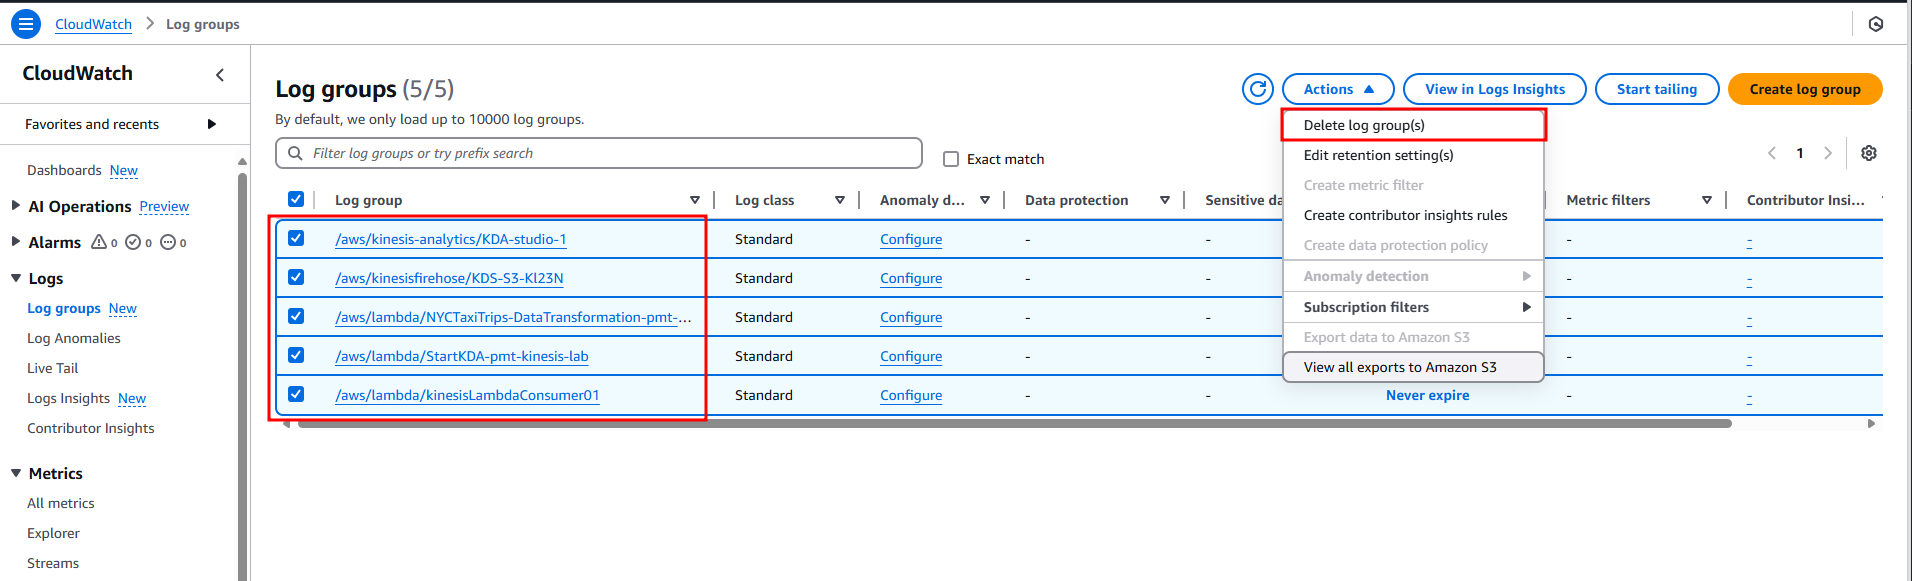 CloudWatch > Log groups
CloudWatch
Favorites and recents
Dashboards New
AI Operations Preview
Alarms 0 0 0
Logs
Log groups New
Log Anomalies
Live Tail
Logs Insights New
Contributor Insights
Metrics
All metrics
Explorer
Streams
Log groups (5/5)
By default, we only load up to 10000 log groups.
Actions View in Logs Insights Start tailing Create log group
Filter log groups or try prefix search Exact match
1
Delete log group(s)
Edit retention setting(s)
Create metric filter
Create contributor insights rules
Create data protection policy
Anomaly detection
Subscription filters
Export data to Amazon S3
View all exports to Amazon S3
Log group Log class Anomaly d... Data protection Sensitive da Metric filters Contributor Insi...
/aws/kinesis-analytics/KDA-studio-1 Standard Configure - - - -
/aws/kinesisfirehose/KDS-S3-Kl23N Standard Configure - - - -
/aws/lambda/NYCTaxiTrips-DataTransformation-pmt-... Standard Configure - - - -
/aws/lambda/StartKDA-pmt-kinesis-lab Standard Configure - - - -
/aws/lambda/kinesisLambdaConsumer01 Standard Configure - - Never expire - -